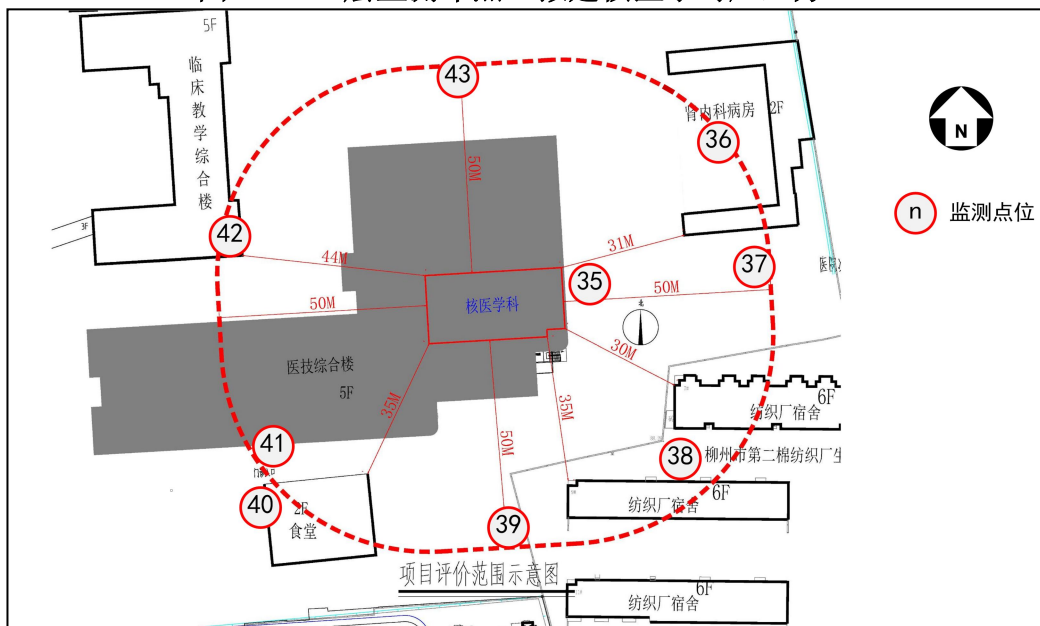 5F
临床教学综合楼
3F
43
50M
肾内科病房 2F
36
N
n 监测点位
42
44M
31M
37
35
50M
50M
核医学科
北
30M
医技综合楼
5F
35M
35M
50M
6F
纺织厂宿舍
41
38
柳州市第二棉纺织厂生
40
2F
食堂
39
6F
纺织厂宿舍
项目评价范围示意图
6F
纺织厂宿舍